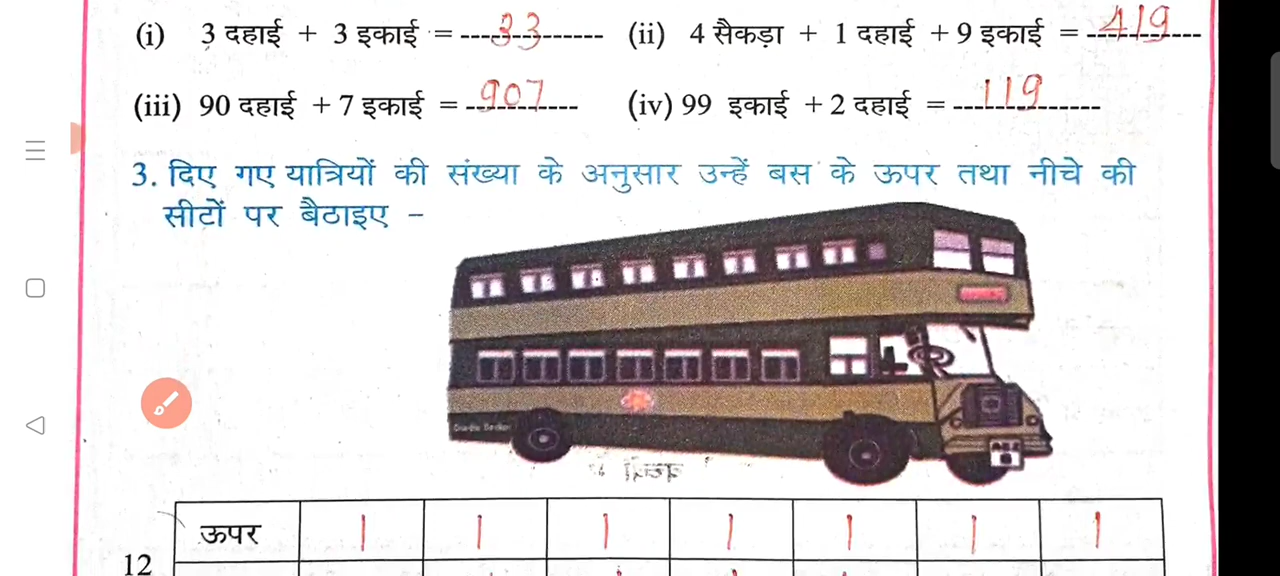 (i) 3 दहाई + 3 इकाई = 33 (ii) 4 सैकड़ा + 1 दहाई + 9 इकाई = 419
(iii) 90 दहाई + 7 इकाई = 907 (iv) 99 इकाई + 2 दहाई = 119
3. दिए गए यात्रियों की संख्या के अनुसार उन्हें बस के ऊपर तथा नीचे की
सीटों पर बैठाइए –
ऊपर 1 1 1 1 1 1 1
12